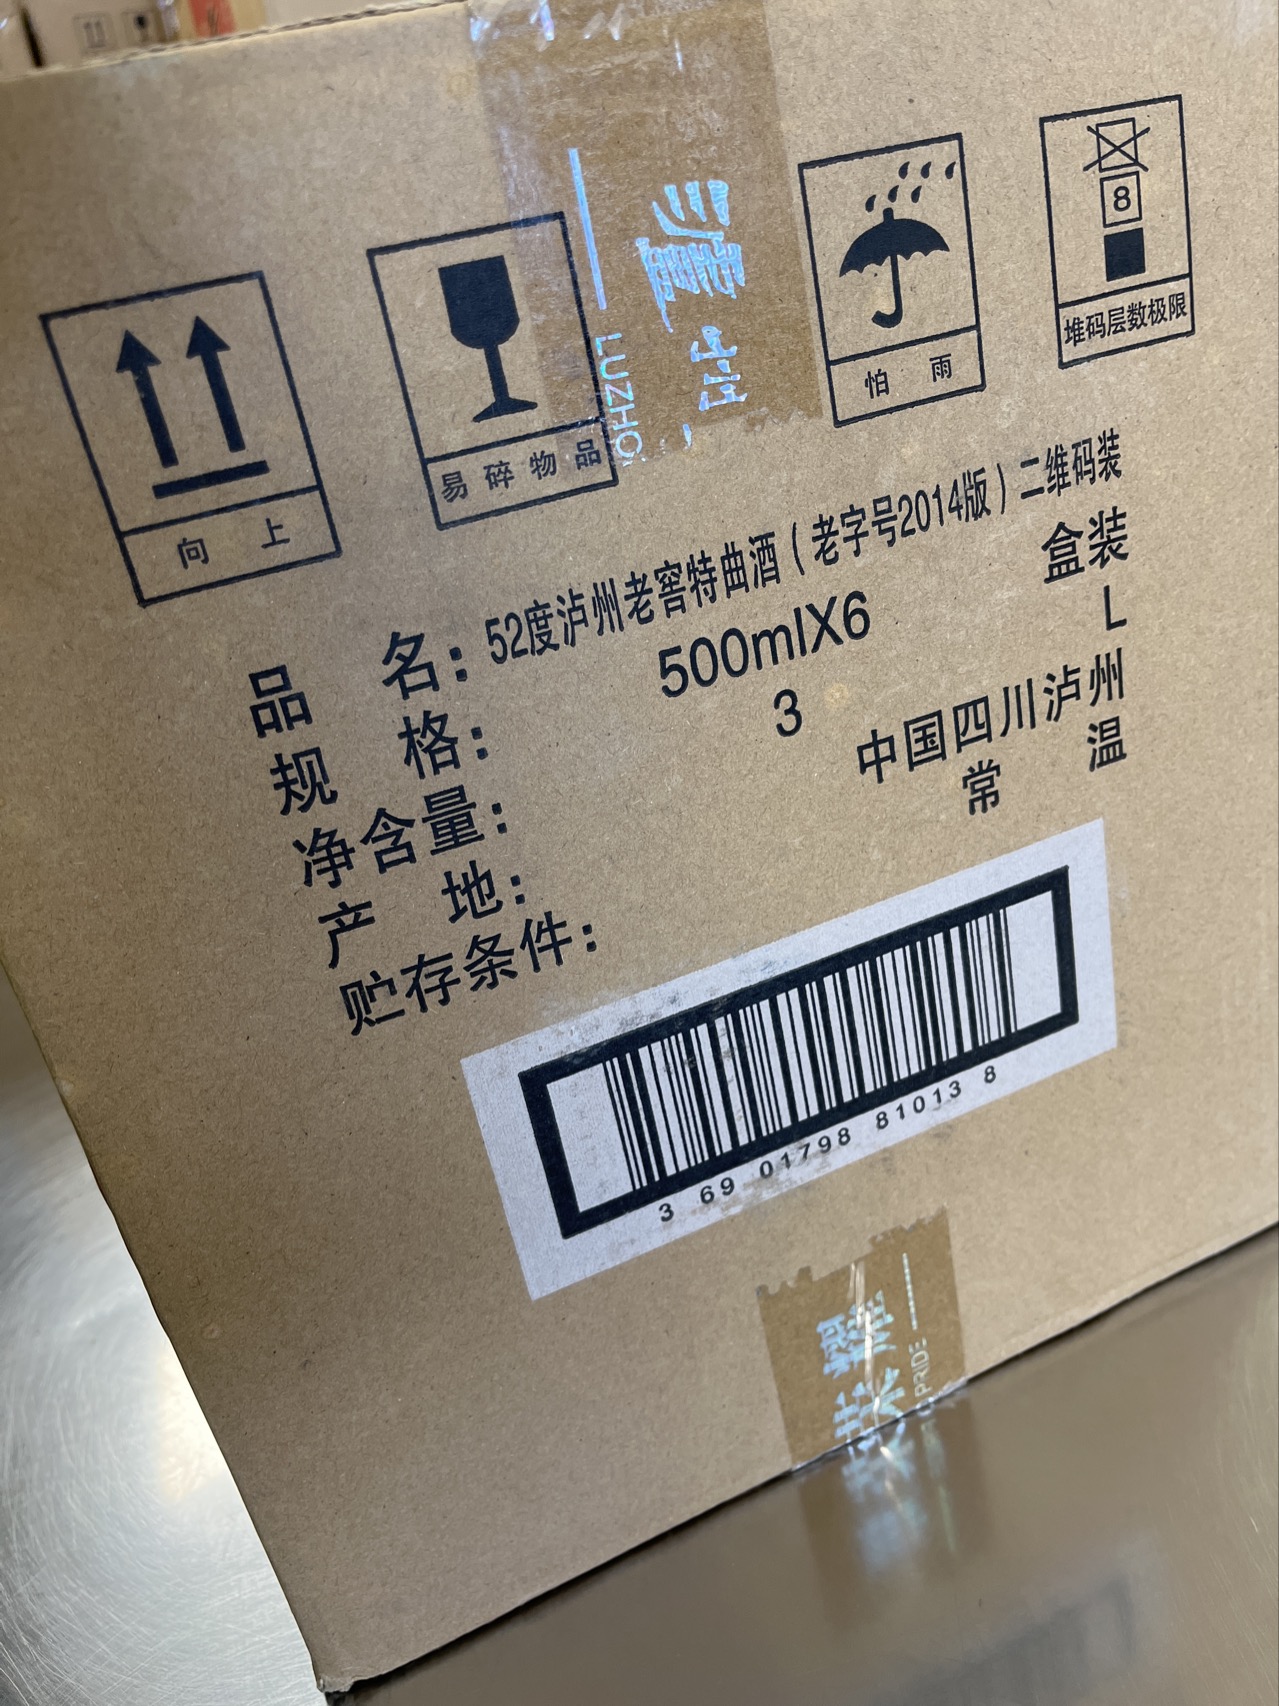 向 上
易 碎 物 品
怕 雨
8
堆码层数极限
LUZHO
品 名：52度泸州老窖特曲酒（老字号2014版）二维码装
规 格：500mlX6 盒装
净含量：3 L
产 地：中国四川泸州
贮存条件：常 温
3 69 01798 81013 8
荣耀
PRIDE